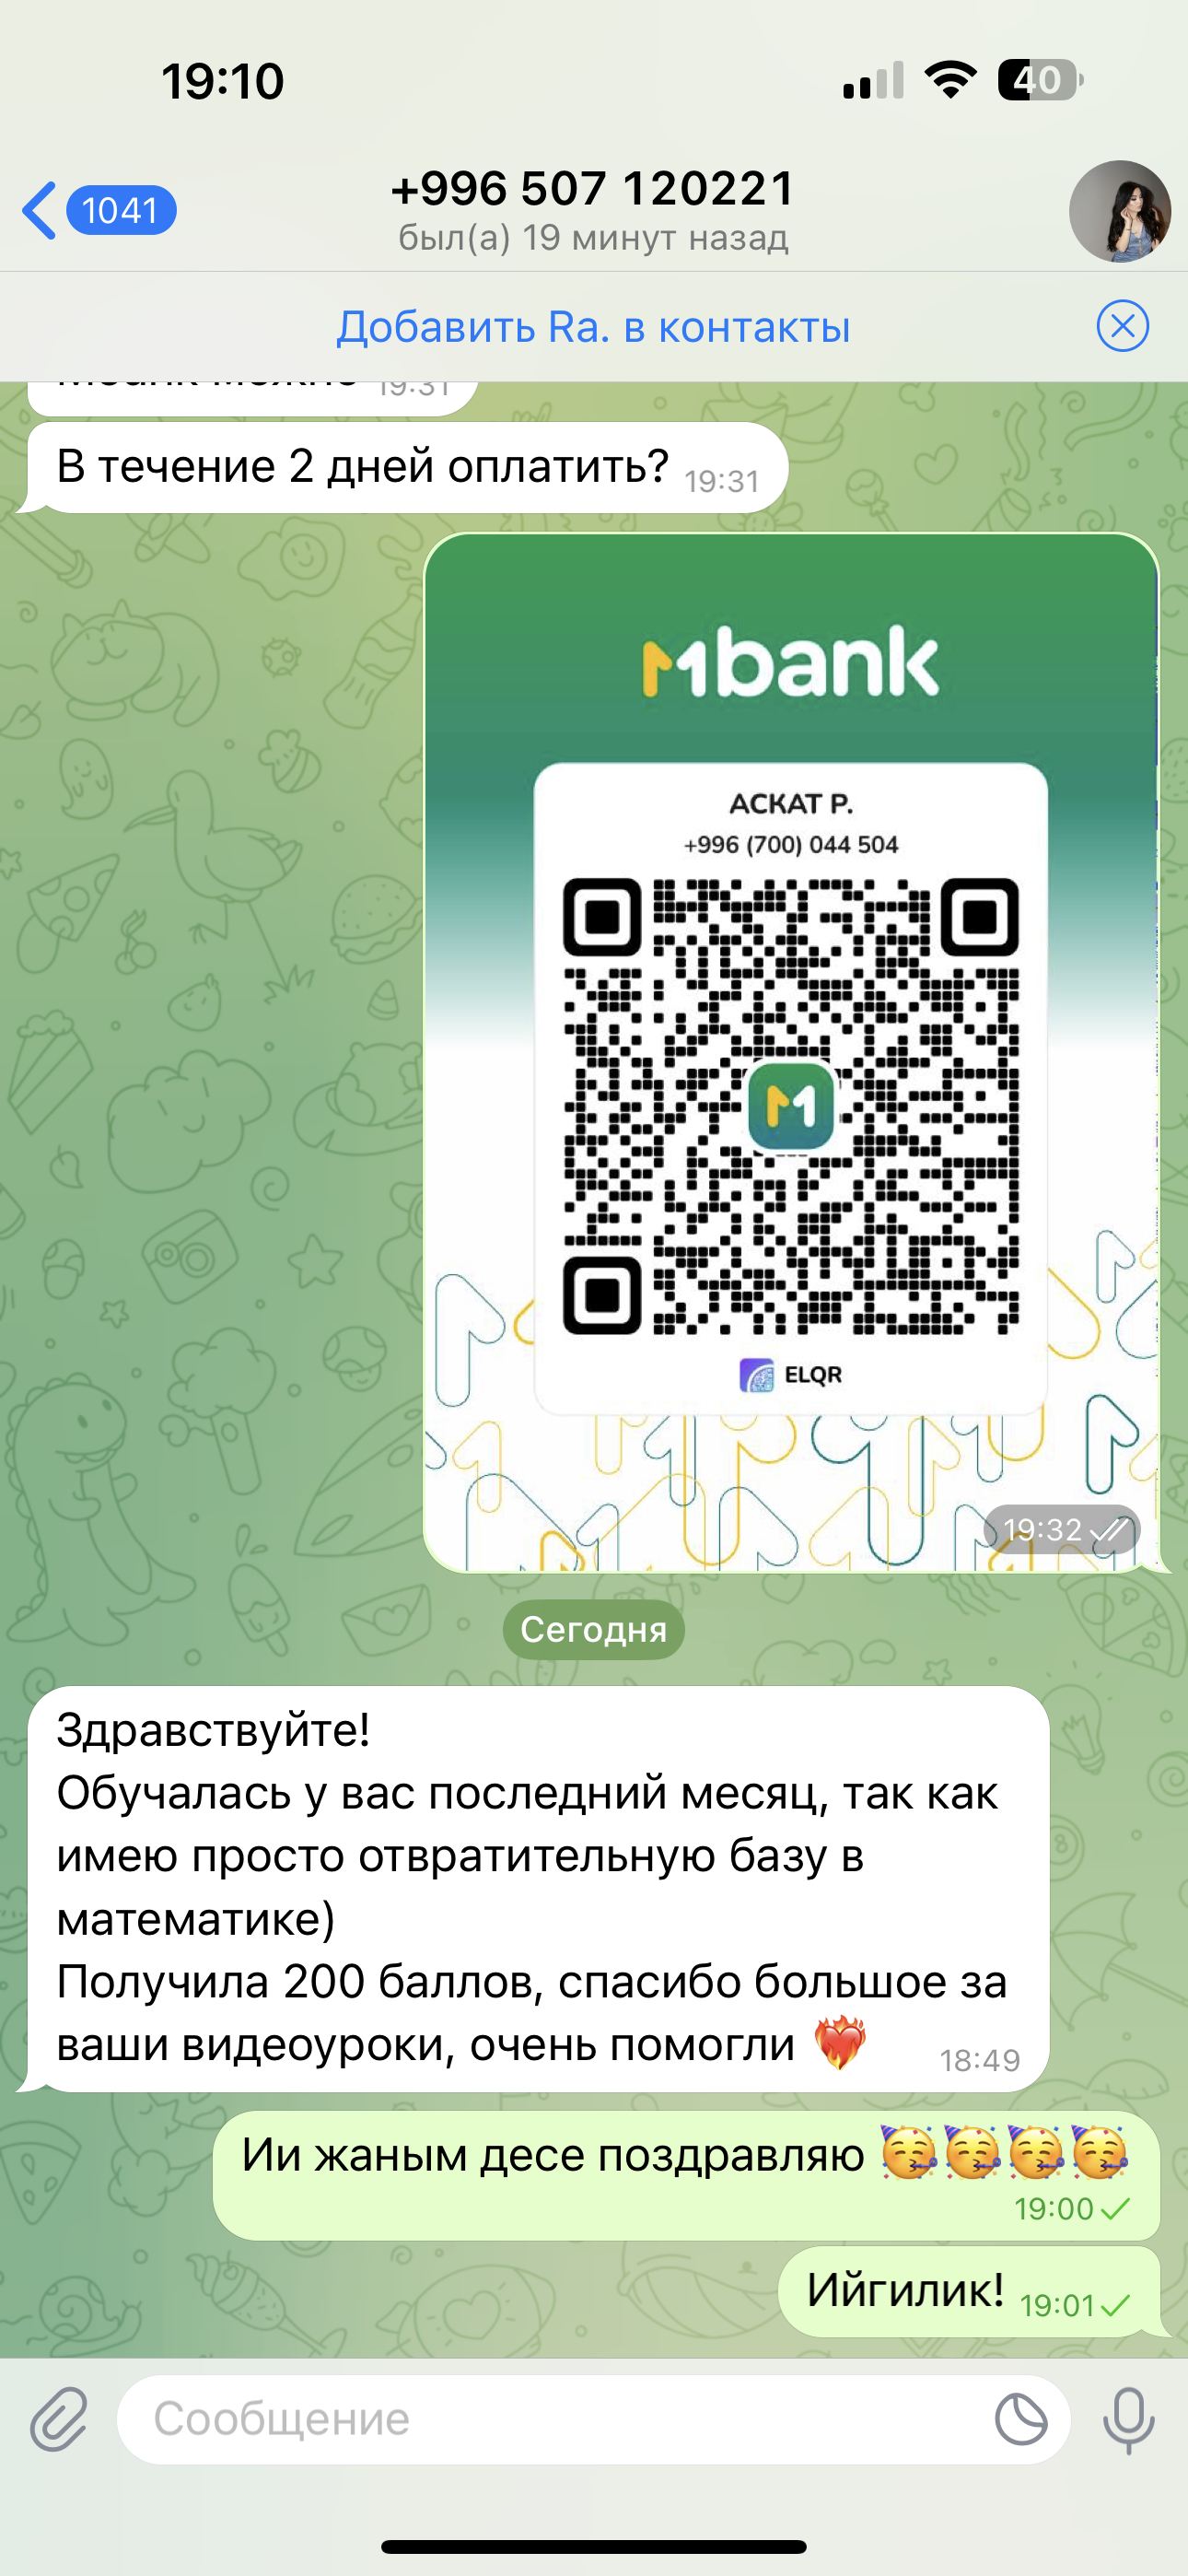 19:10
40
1041
+996 507 120221
был(а) 19 минут назад
Добавить Ra. в контакты
Мбанк можно 19:31
В течение 2 дней оплатить? 19:31
Mbank
АСКАТ Р.
+996 (700) 044 504
ELQR
19:32
Сегодня
Здравствуйте!
Обучалась у вас последний месяц, так как
имею просто отвратительную базу в
математике)
Получила 200 баллов, спасибо большое за
ваши видеоуроки, очень помогли ❤️‍🔥 18:49
Ии жаным десе поздравляю 🥳🥳🥳🥳
19:00
Ийгилик! 19:01
Сообщение